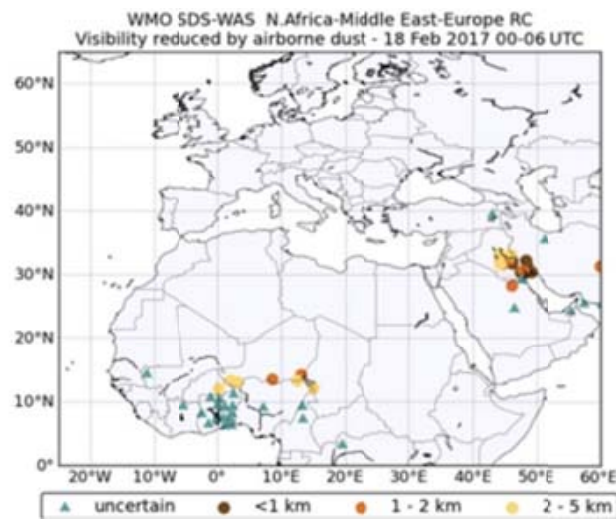 WMO SDS-WAS N.Africa-Middle East-Europe RC
Visibility reduced by airborne dust - 18 Feb 2017 00-06 UTC
60°N
50°N
40°N
30°N
20°N
10°N
0°
20°W 10°W 0° 10°E 20°E 30°E 40°E 50°E 60°E
uncertain <1 km 1 - 2 km 2 - 5 km